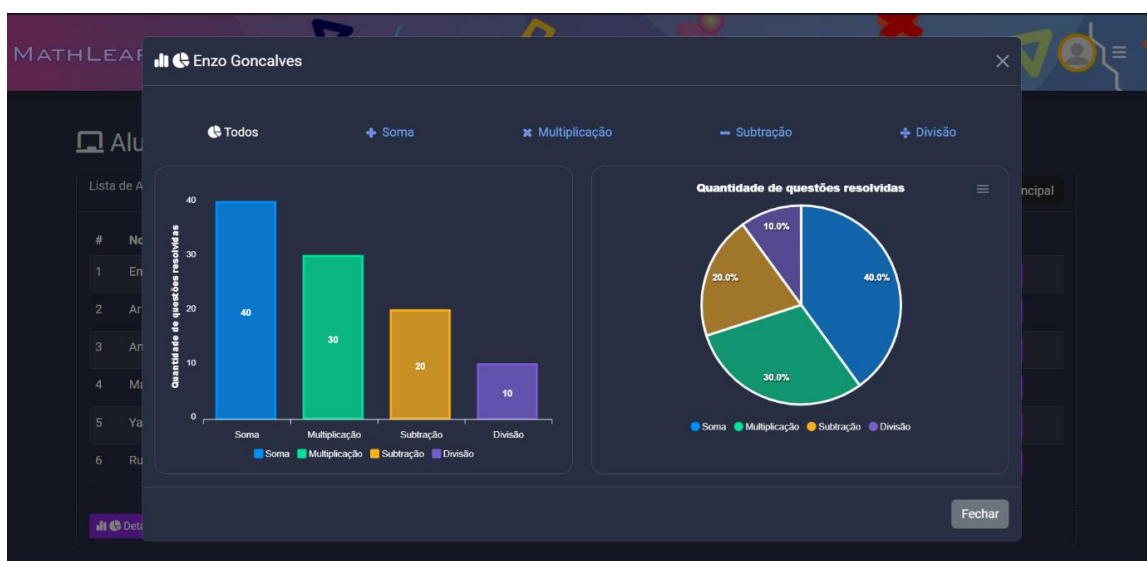 MATHLEAR
Enzo Goncalves
Todos
Soma
Multiplicação
Subtração
Divisão
Alu
Lista de A
ncipal
# No
1 En
2 Ar
3 An
4 Ma
5 Ya
6 Ru
Quantidade de questões resolvidas
40
30
20
10
0
40
30
20
10
Soma
Multiplicação
Subtração
Divisão
Soma Multiplicação Subtração Divisão
Quantidade de questões resolvidas
10.0%
20.0%
40.0%
30.0%
Soma Multiplicação Subtração Divisão
Fechar
Deta